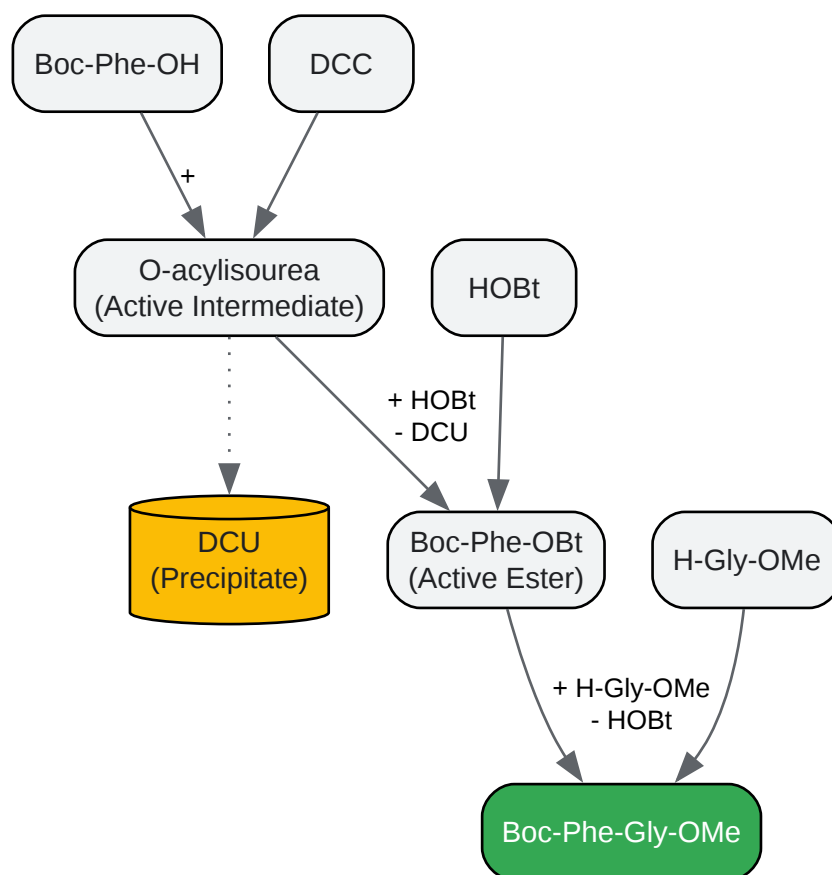 Boc-Phe-OH
DCC
+
O-acylisourea
(Active Intermediate)
HOBt
+ HOBt
- DCU
DCU
(Precipitate)
Boc-Phe-OBt
(Active Ester)
H-Gly-OMe
+ H-Gly-OMe
- HOBt
Boc-Phe-Gly-OMe